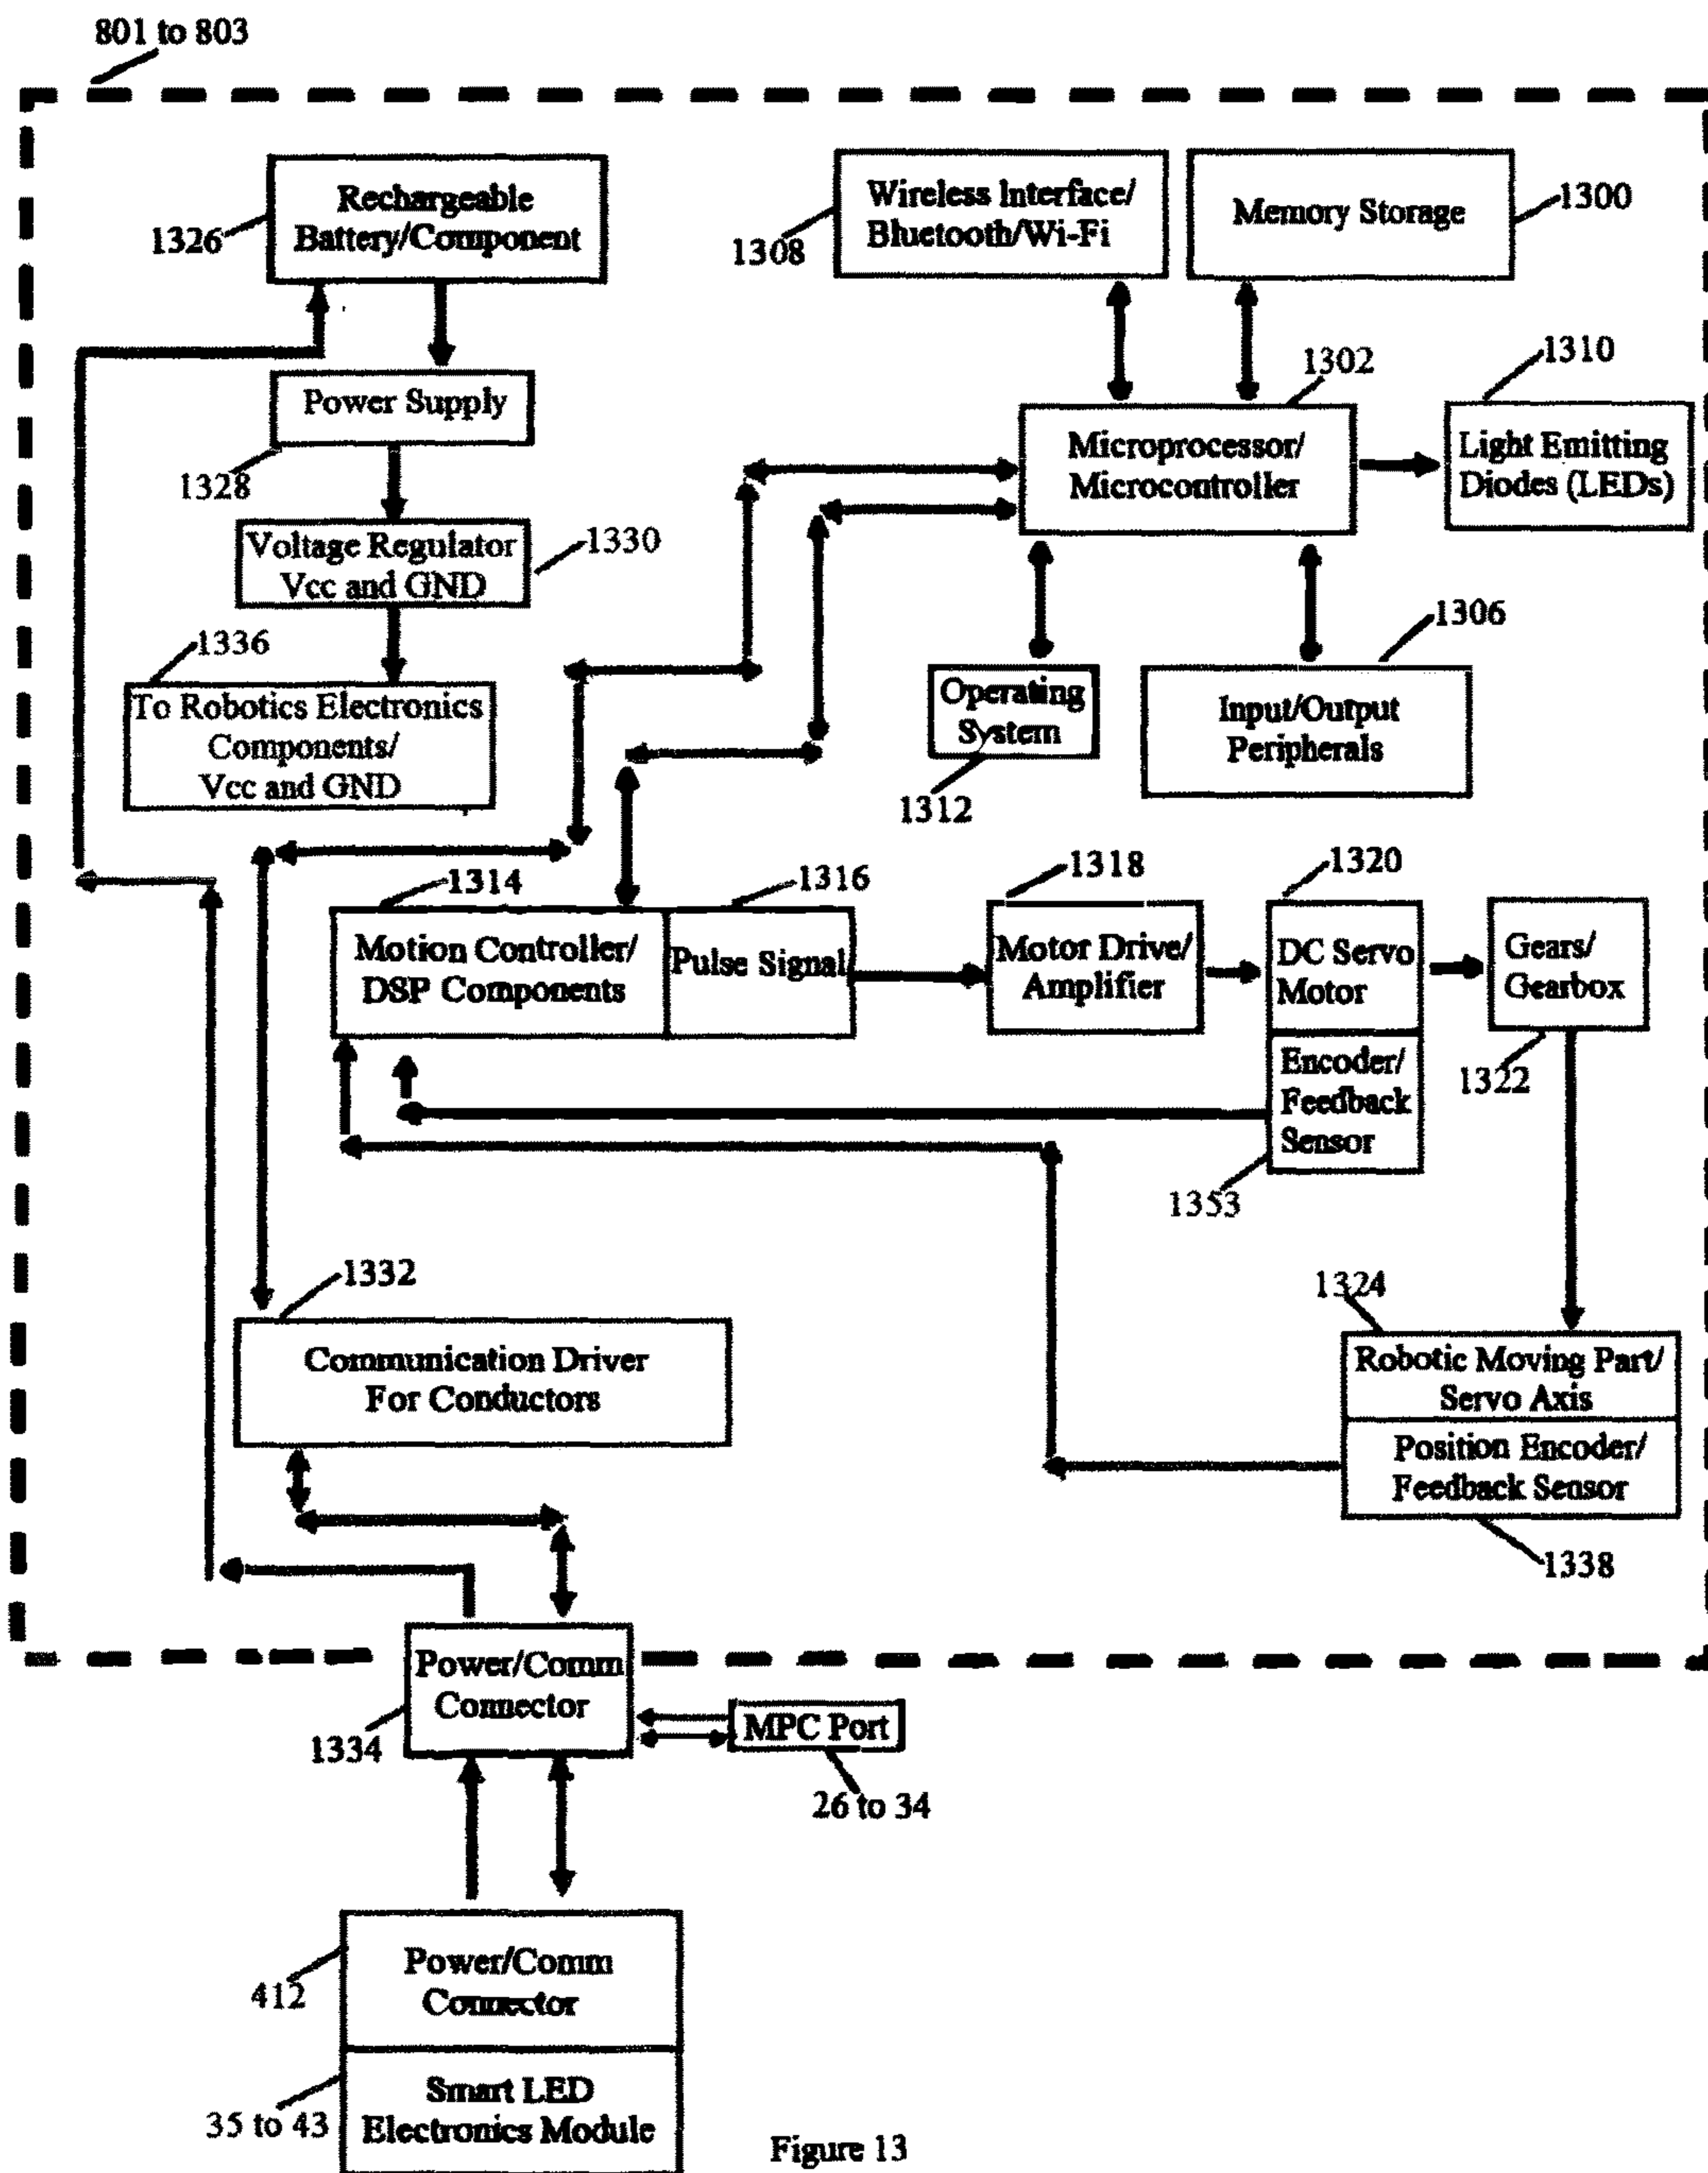 801 to 803
Rechargeable
Battery/Component
1326
Wireless Interface/
Bluetooth/Wi-Fi
1308
Memory Storage
1300
Power Supply
1328
1302
Microprocessor/
Microcontroller
1310
Light Emitting
Diodes (LEDs)
Voltage Regulator
Vcc and GND
1330
1336
To Robotics Electronics
Components/
Vcc and GND
Operating
System
1312
1306
Input/Output
Peripherals
1314
Motion Controller/
DSP Components
1316
Pulse Signal
1318
Motor Drive/
Amplifier
1320
DC Servo
Motor
Gears/
Gearbox
1322
Encoder/
Feedback
Sensor
1353
1332
Communication Driver
For Conductors
1324
Robotic Moving Part/
Servo Axis
Position Encoder/
Feedback Sensor
1338
Power/Comm
Connector
1334
MPC Port
26 to 34
Power/Comm
Connector
412
Smart LED
Electronics Module
35 to 43
Figure 13